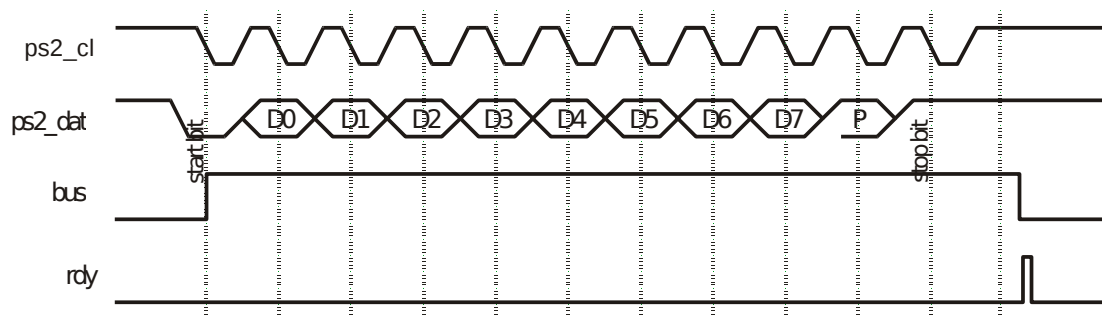 ps2_cl
ps2_dat
start bit
D0 D1 D2 D3 D4 D5 D6 D7 P
stop bit
bus
rdy